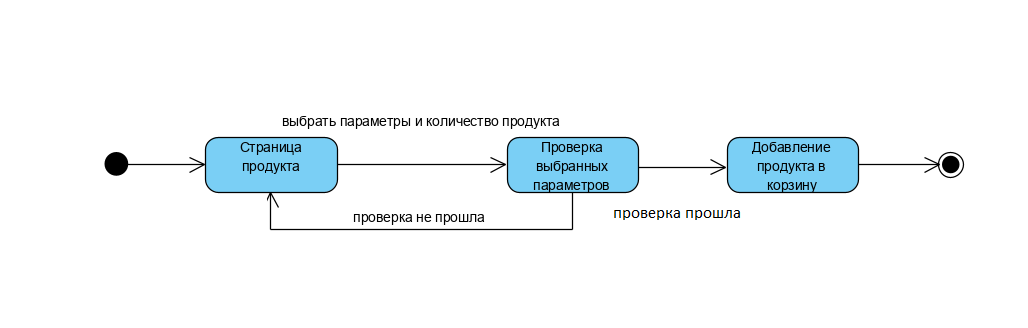 выбрать параметры и количество продукта
Страница
продукта
Проверка
выбранных
параметров
Добавление
продукта в
корзину
проверка не прошла
проверка прошла